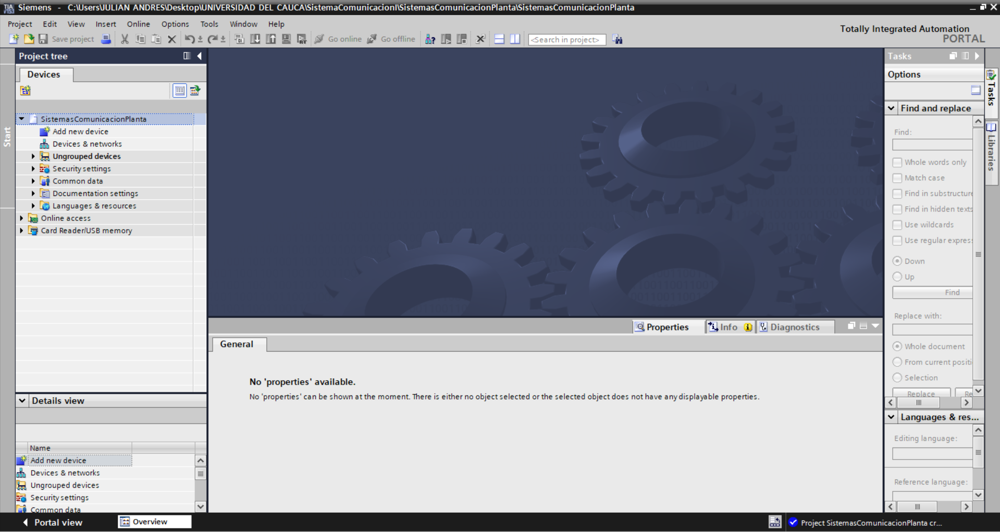 Siemens - C:\Users\JULIAN ANDRES\Desktop\UNIVERSIDAD DEL CAUCA\SistemaComunicacionI\SistemasComunicacionPlanta\SistemasComunicacionPlanta
Project Edit View Insert Online Options Tools Window Help
Totally Integrated Automation
PORTAL
Save project Go online Go offline <Search in project>
Project tree
Devices
SistemasComunicacionPlanta
Add new device
Devices & networks
Ungrouped devices
Security settings
Common data
Documentation settings
Languages & resources
Online access
Card Reader/USB memory
Start
Details view
Name
Add new device
Devices & networks
Ungrouped devices
Security settings
Common data
Properties Info Diagnostics
General
No 'properties' available.
No 'properties' can be shown at the moment. There is either no object selected or the selected object does not have any displayable properties.
Tasks
Options
Find and replace
Find:
Whole words only
Match case
Find in substructure
Find in hidden texts
Use wildcards
Use regular express
Down
Up
Find
Replace with:
Whole document
From current positi
Selection
Replace Re
Languages & res...
Editing language:
Reference language:
Tasks
Libraries
Portal view Overview
Project SistemasComunicacionPlanta cr...